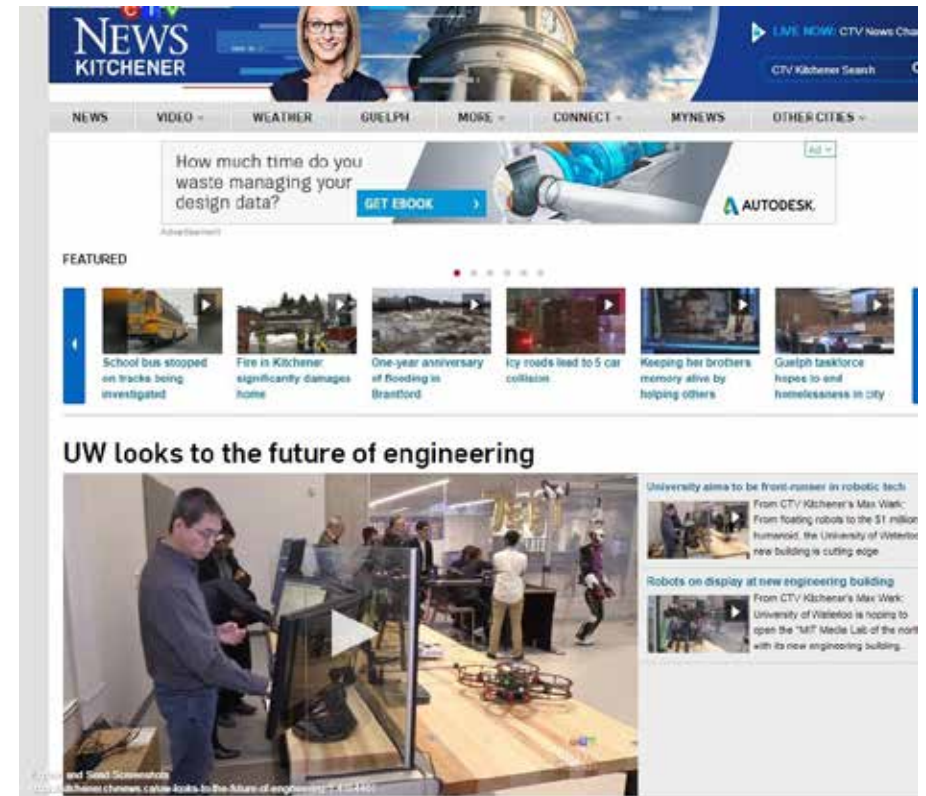 CTV
NEWS
KITCHENER
LIVE NOW: CTV News Cha
CTV Kitchener Search
NEWS
VIDEO
WEATHER
GUELPH
MORE
CONNECT
MYNEWS
OTHER CITIES
Ad
How much time do you
waste managing your
design data?
GET EBOOK
AUTODESK
Advertisement
FEATURED
School bus stopped
on tracks being
investigated
Fire in Kitchener
significantly damages
home
One-year anniversary
of flooding in
Brantford
Icy roads lead to 5 car
collision
Keeping her brothers
memory alive by
helping others
Guelph taskforce
hopes to end
homelessness in city
UW looks to the future of engineering
University aims to be front-runner in robotic tech
From CTV Kitchener's Max Wark:
From floating robots to the $1 million
humanoid, the University of Waterloo
new building is cutting edge
Robots on display at new engineering building
From CTV Kitchener's Max Wark:
University of Waterloo is hoping to
open the "MIT Media Lab of the nort
with its new engineering building.
and Send Screenshots